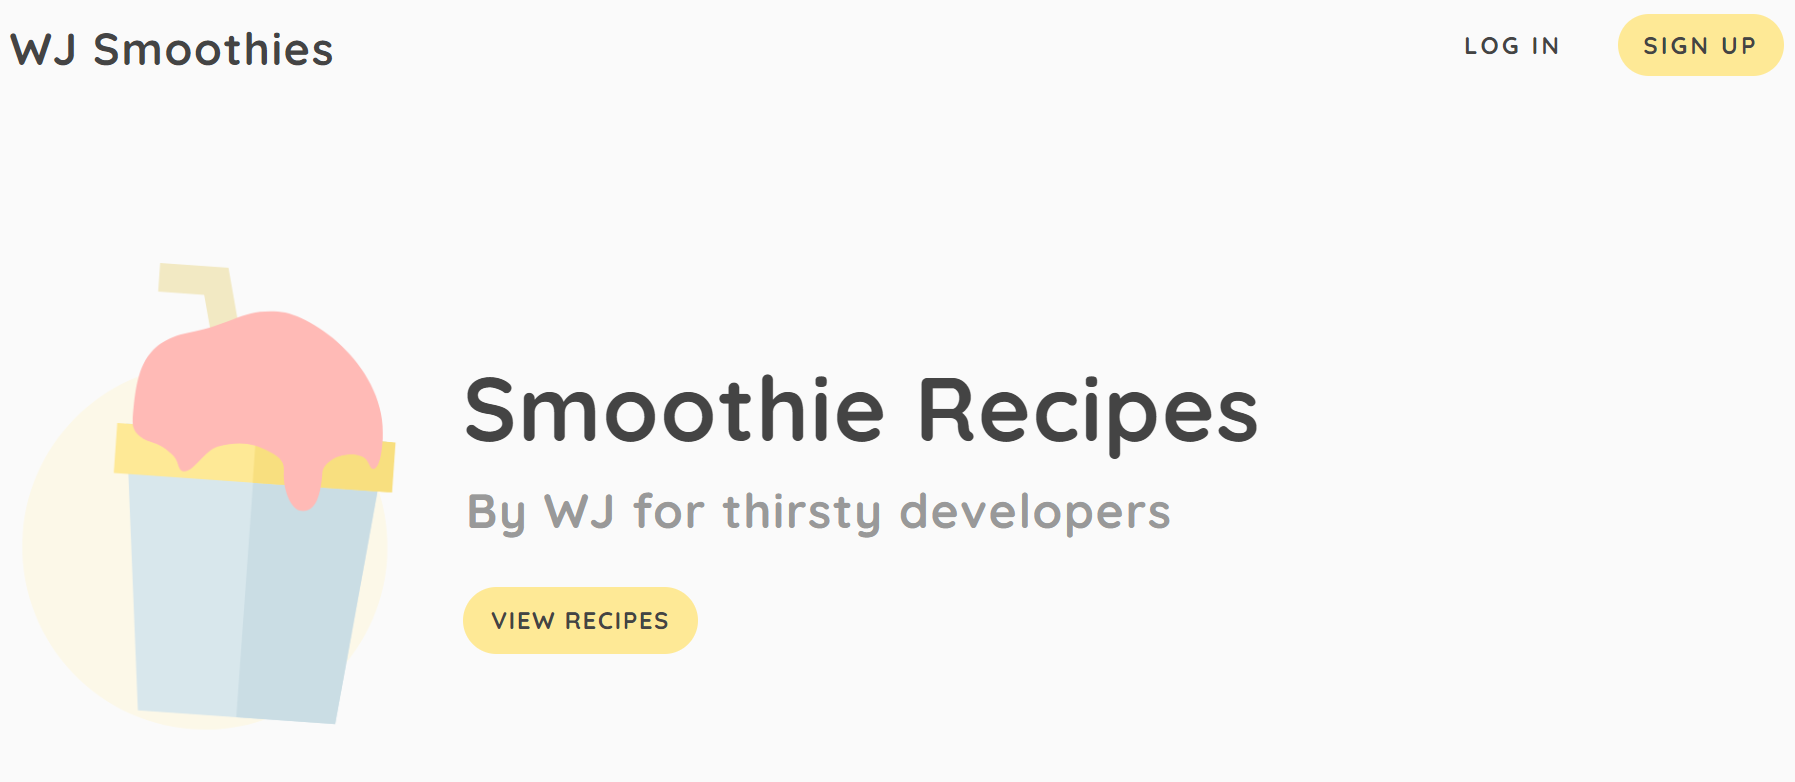 WJ Smoothies
LOG IN
SIGN UP
Smoothie Recipes
By WJ for thirsty developers
VIEW RECIPES